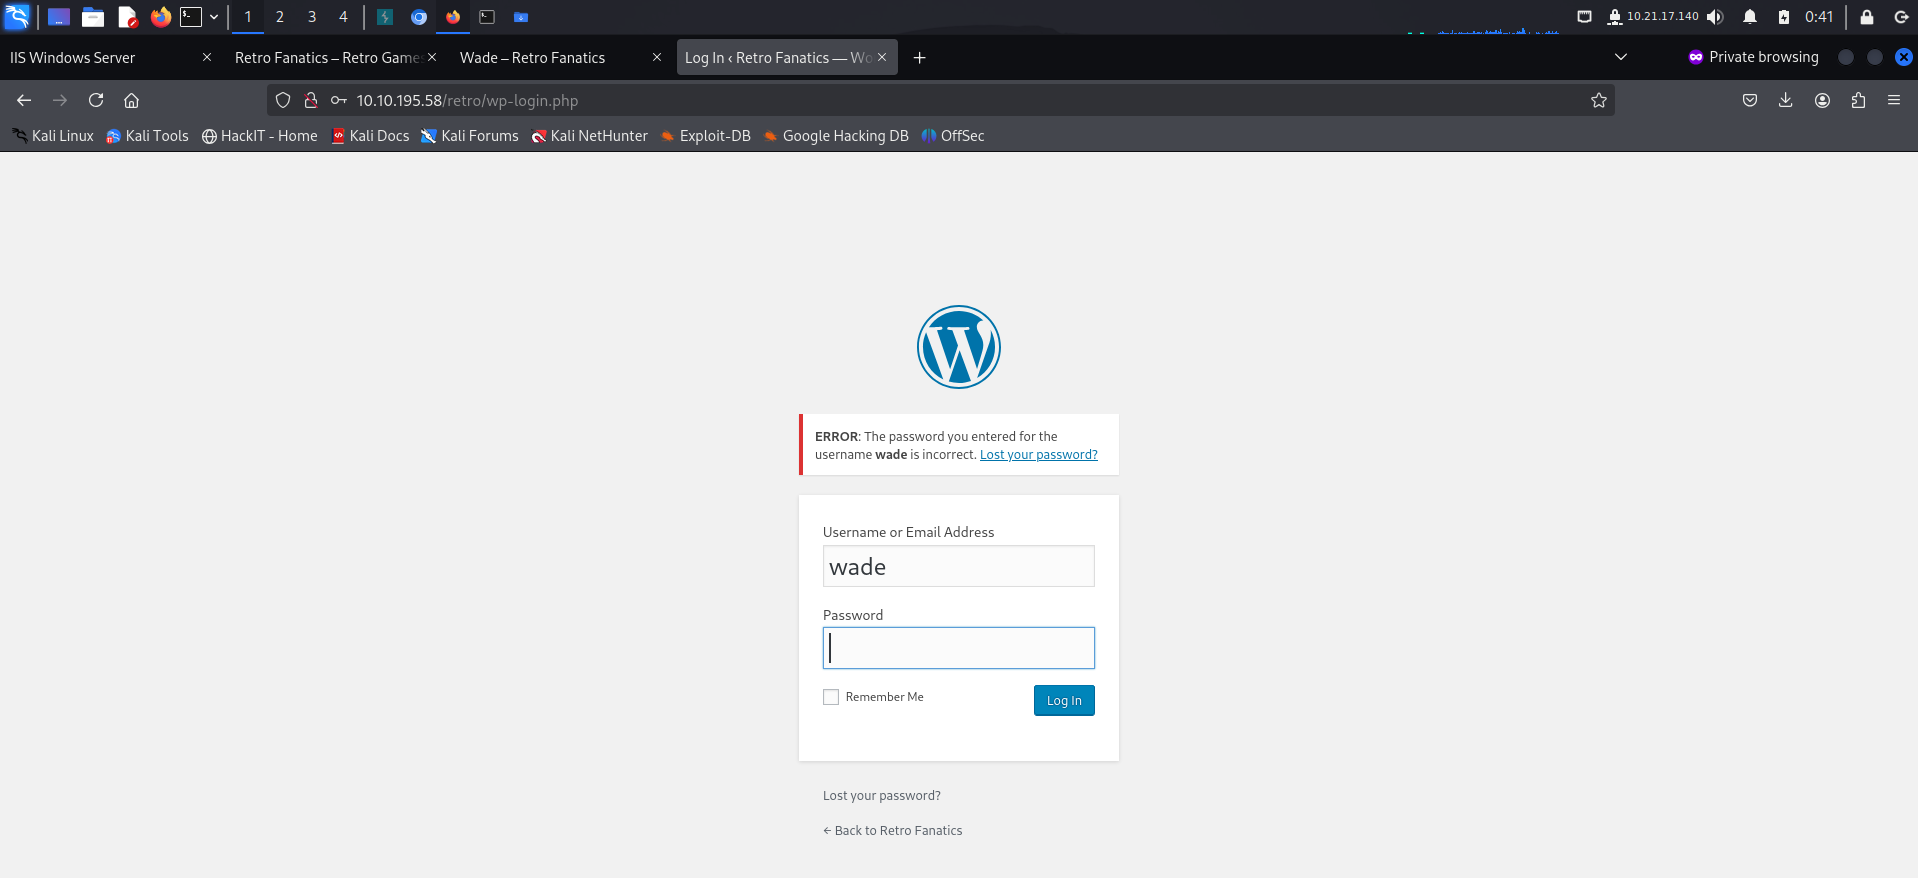 1 2 3 4 10.21.17.140 0:41
IIS Windows Server Retro Fanatics – Retro Games Wade – Retro Fanatics Log In ‹ Retro Fanatics — Wo Private browsing
10.10.195.58/retro/wp-login.php
Kali Linux Kali Tools HackIT - Home Kali Docs Kali Forums Kali NetHunter Exploit-DB Google Hacking DB OffSec
ERROR: The password you entered for the
username wade is incorrect. Lost your password?
Username or Email Address
wade
Password
Remember Me Log In
Lost your password?
← Back to Retro Fanatics